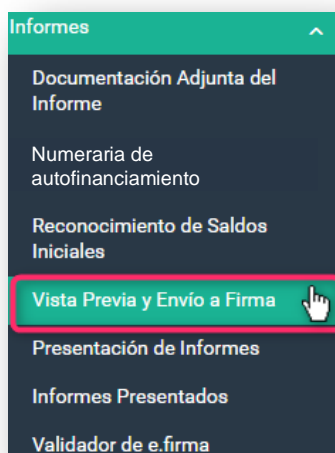 Informes
Documentación Adjunta del
Informe
Numeraria de
autofinanciamiento
Reconocimiento de Saldos
Iniciales
Vista Previa y Envío a Firma
Presentación de Informes
Informes Presentados
Validador de e.firma